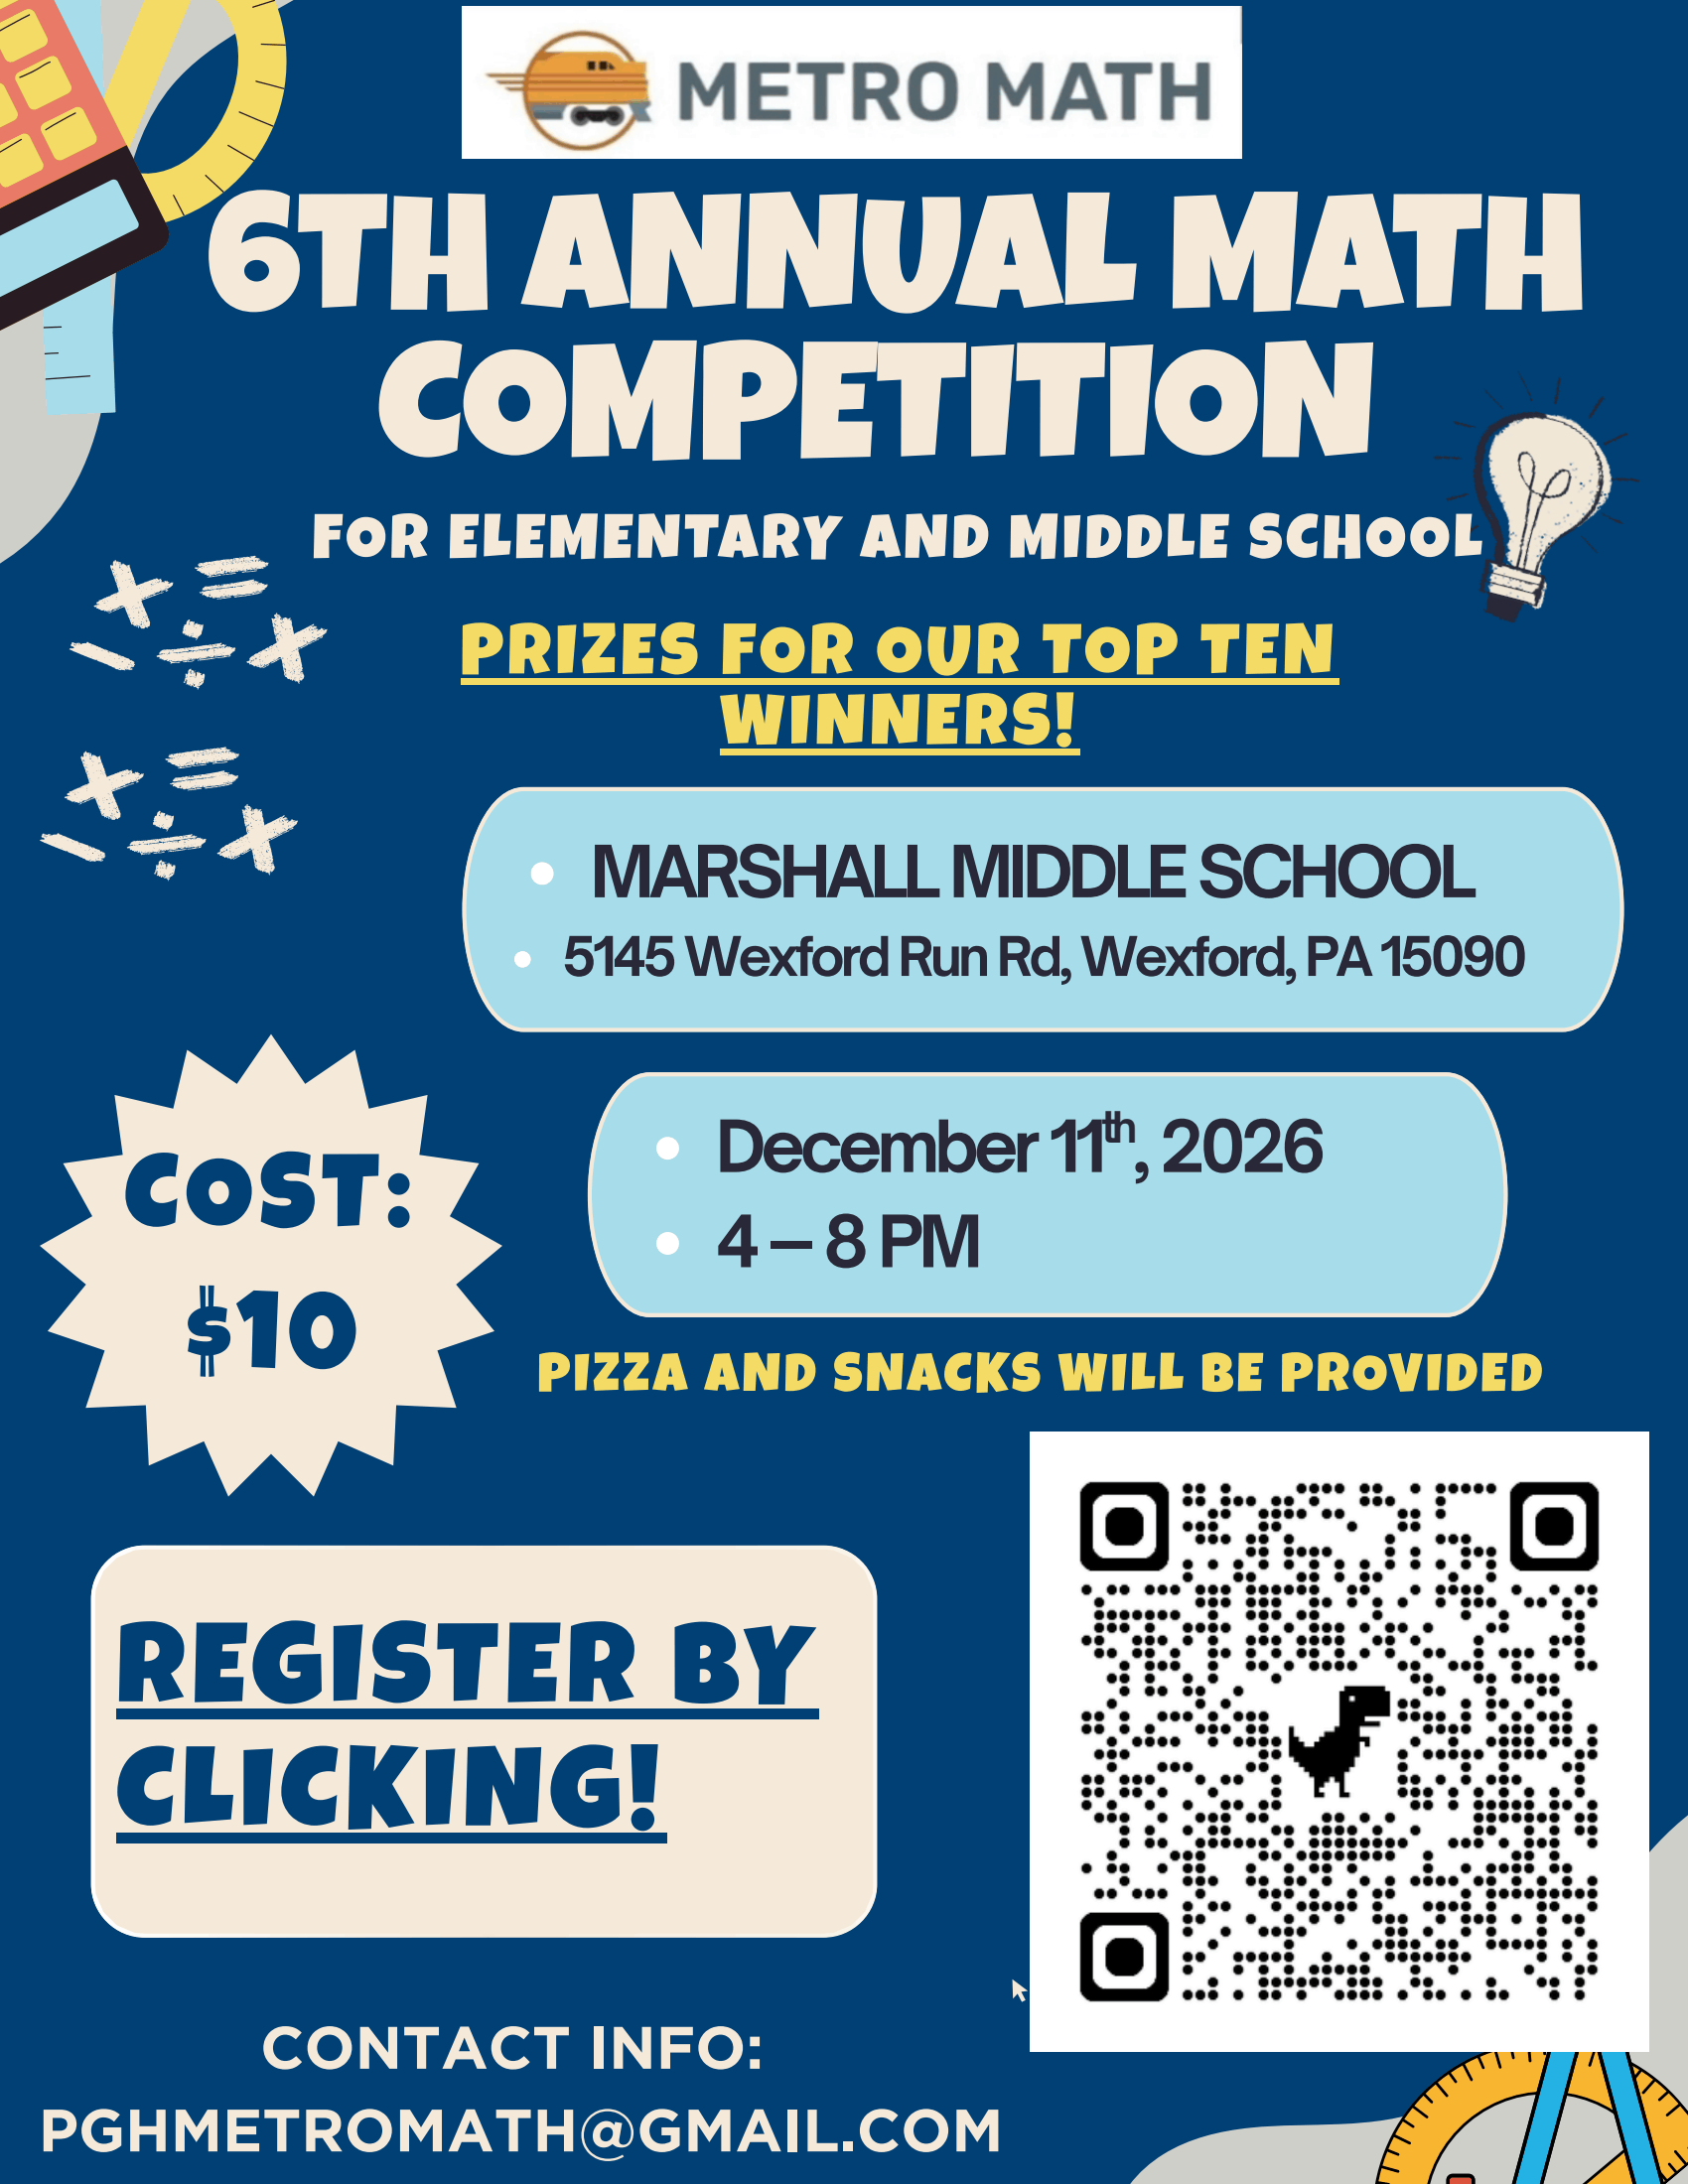 METRO MATH
6TH ANNUAL MATH
COMPETITION
FOR ELEMENTARY AND MIDDLE SCHOOL
PRIZES FOR OUR TOP TEN
WINNERS!
• MARSHALL MIDDLE SCHOOL
• 5145 Wexford Run Rd, Wexford, PA 15090
• December 11th, 2026
• 4 – 8 PM
COST:
$10
PIZZA AND SNACKS WILL BE PROVIDED
REGISTER BY
CLICKING!
CONTACT INFO:
PGHMETROMATH@GMAIL.COM